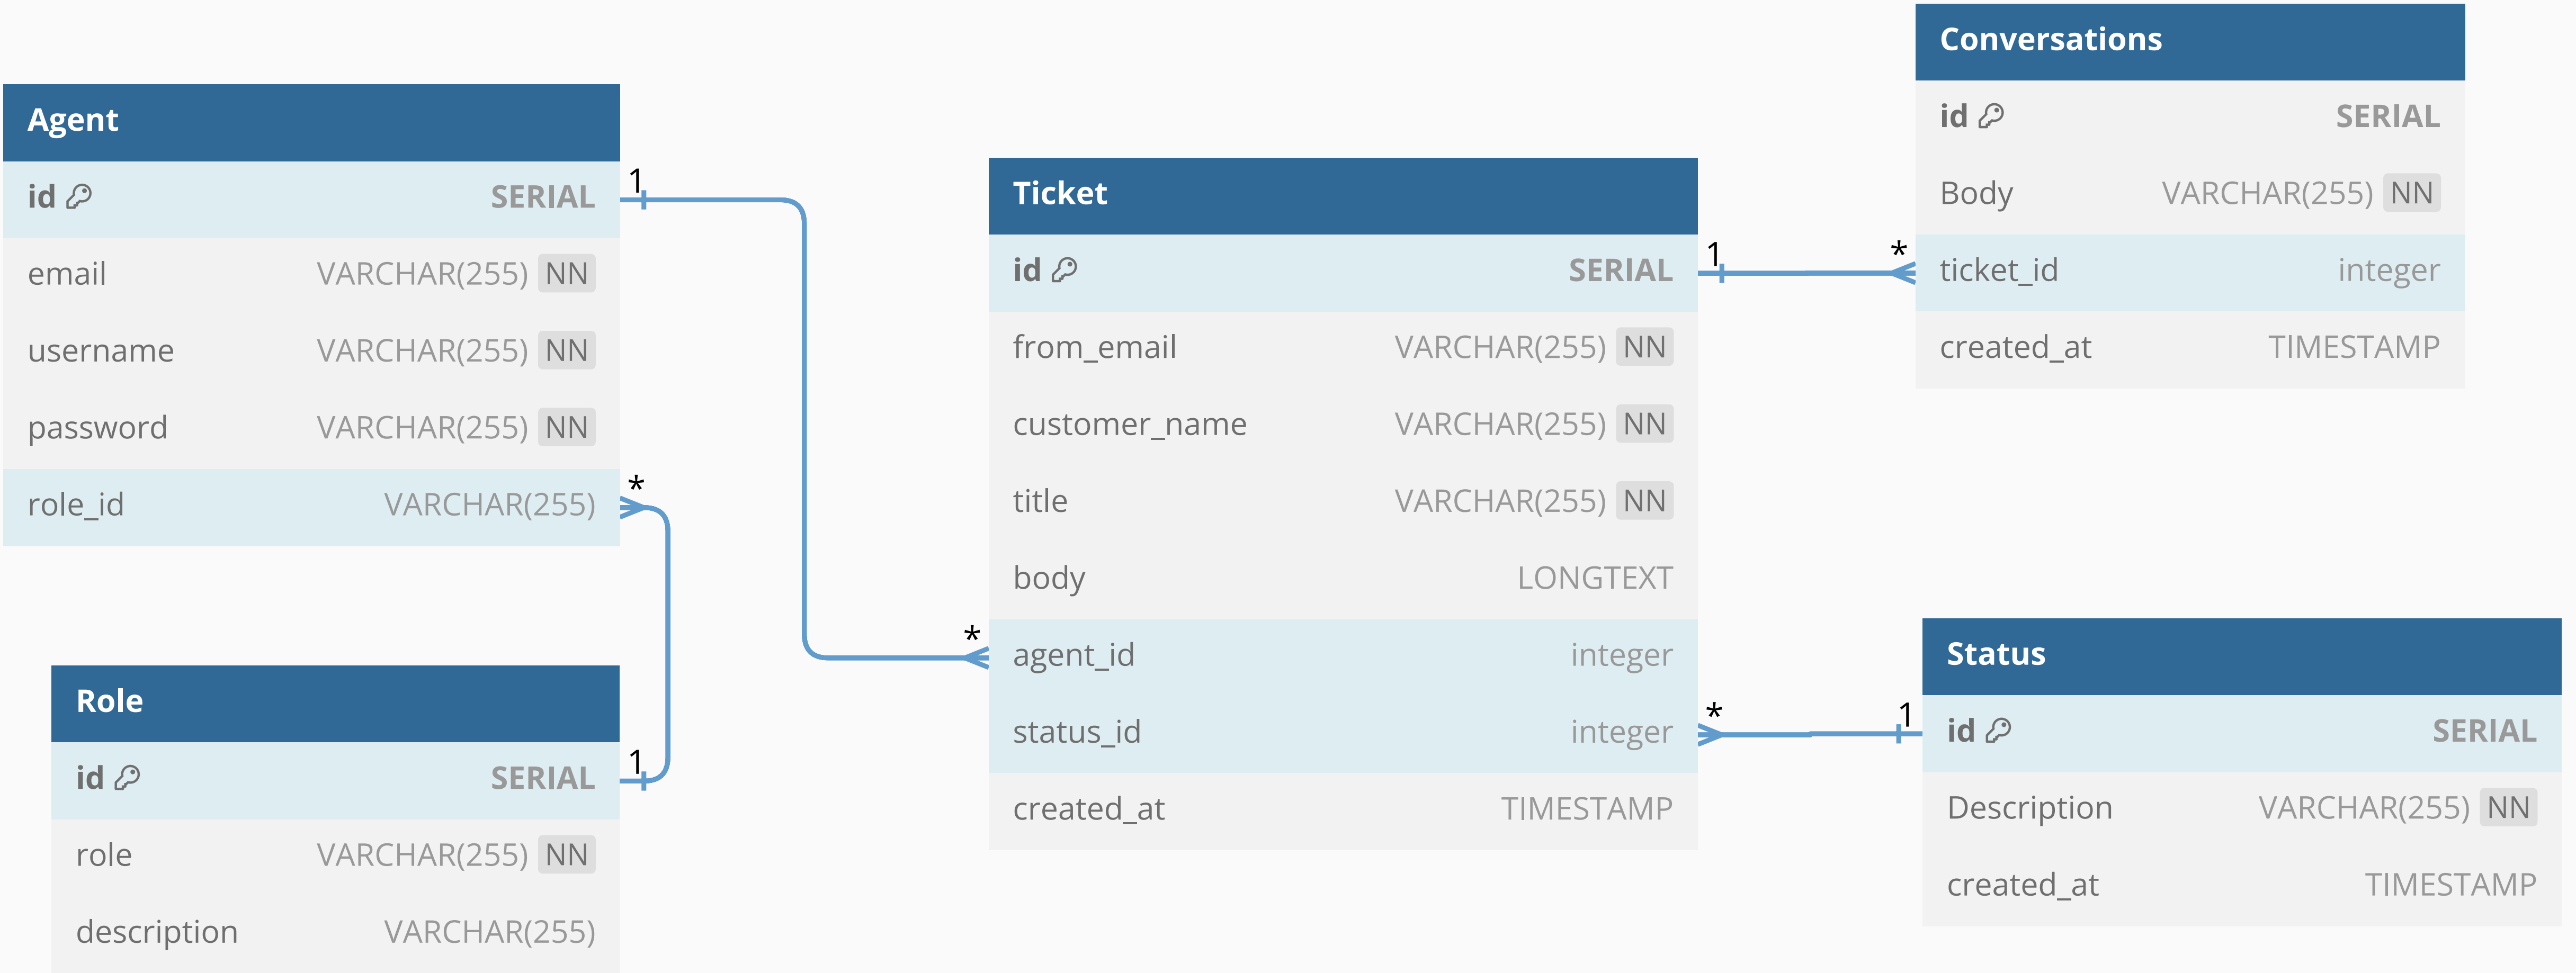 Agent
id SERIAL
email VARCHAR(255) NN
username VARCHAR(255) NN
password VARCHAR(255) NN
role_id VARCHAR(255)
1
*
Role
id SERIAL
role VARCHAR(255) NN
description VARCHAR(255)
1
Ticket
id SERIAL
from_email VARCHAR(255) NN
customer_name VARCHAR(255) NN
title VARCHAR(255) NN
body LONGTEXT
agent_id integer
status_id integer
created_at TIMESTAMP
*
1
*
Conversations
id SERIAL
Body VARCHAR(255) NN
ticket_id integer
created_at TIMESTAMP
*
Status
id SERIAL
Description VARCHAR(255) NN
created_at TIMESTAMP
1